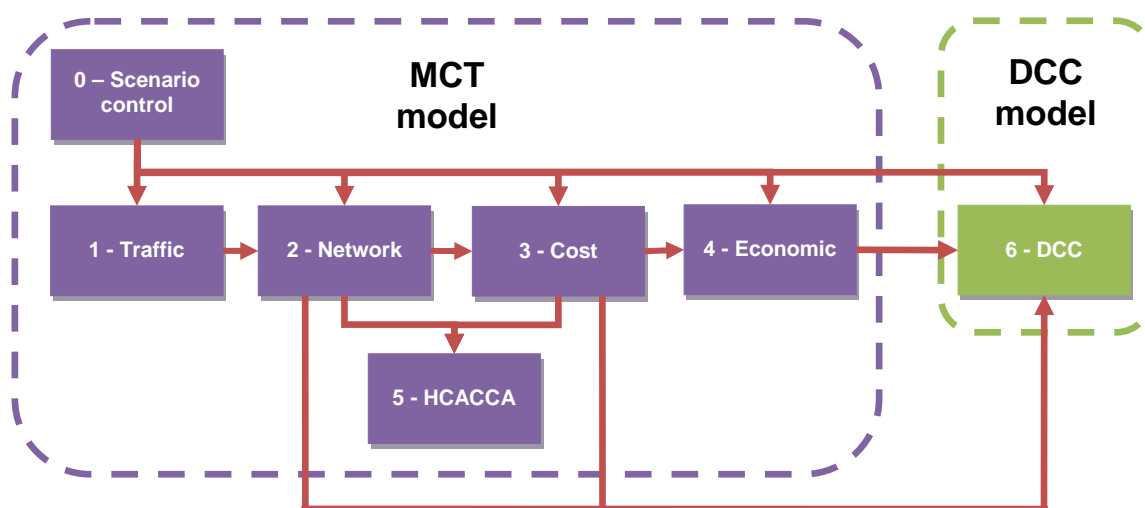 0 – Scenario
control
MCT
model
DCC
model
1 - Traffic
2 - Network
3 - Cost
4 - Economic
6 - DCC
5 - HCACCA